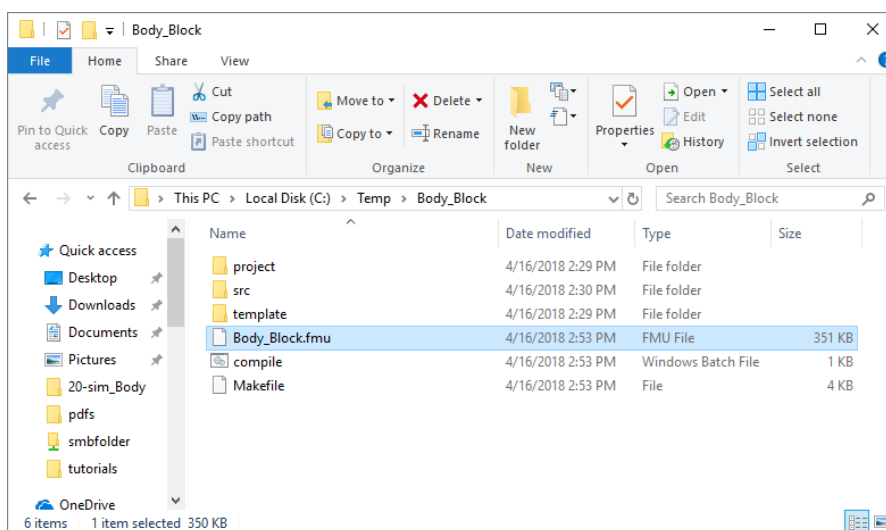 Body_Block
File Home Share View
Pin to Quick access
Copy
Paste
Cut
Copy path
Paste shortcut
Clipboard
Move to
Copy to
Delete
Rename
Organize
New folder
New
Properties
Open
Edit
History
Open
Select all
Select none
Invert selection
Select
This PC > Local Disk (C:) > Temp > Body_Block
Search Body_Block
Quick access
Desktop
Downloads
Documents
Pictures
20-sim_Body
pdfs
smbfolder
tutorials
OneDrive
Name Date modified Type Size
project 4/16/2018 2:29 PM File folder
src 4/16/2018 2:30 PM File folder
template 4/16/2018 2:29 PM File folder
Body_Block.fmu 4/16/2018 2:53 PM FMU File 351 KB
compile 4/16/2018 2:53 PM Windows Batch File 1 KB
Makefile 4/16/2018 2:53 PM File 4 KB
6 items 1 item selected 350 KB